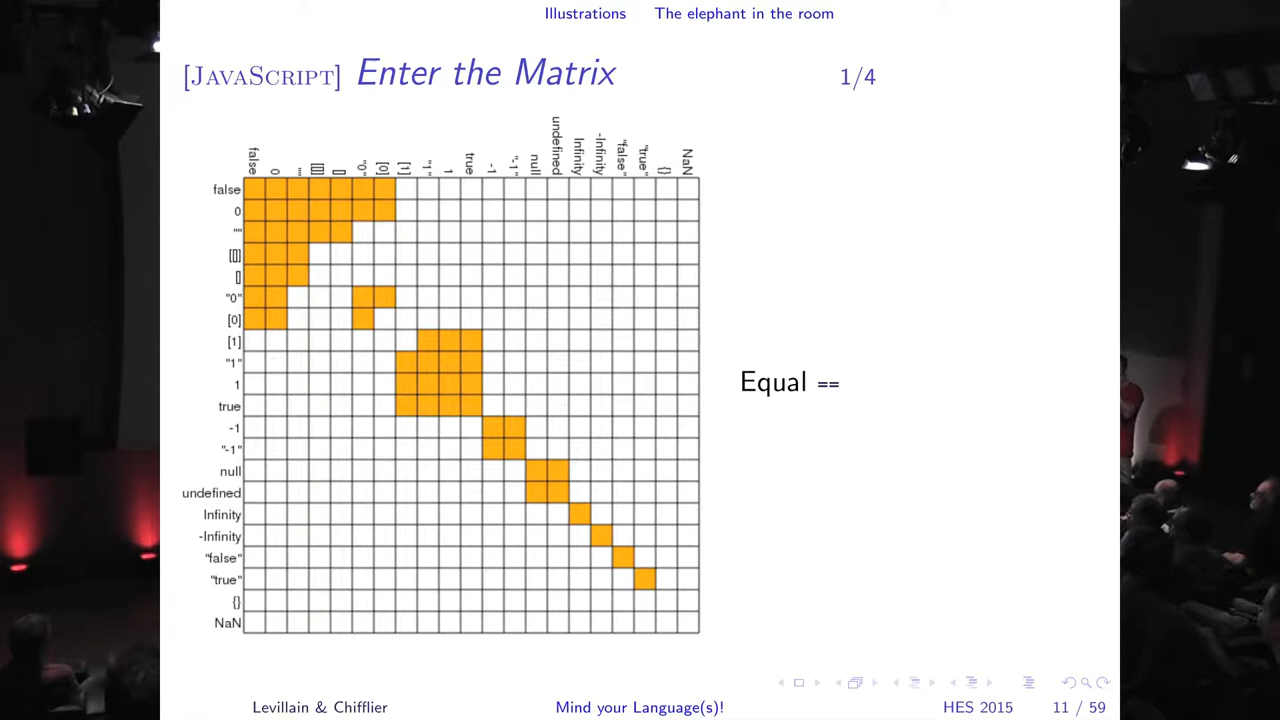 Illustrations The elephant in the room
[JAVASCRIPT] Enter the Matrix 1/4
false 0 "" [[]] [] "0" [0] [1] "1" 1 true -1 "-1" null undefined Infinity -Infinity "false" "true" {} NaN
false
0
""
[[]]
[]
"0"
[0]
[1]
"1"
1
true
-1
"-1"
null
undefined
Infinity
-Infinity
"false"
"true"
{}
NaN
Equal ==
Levillain & Chifflier Mind your Language(s)! HES 2015 11 / 59